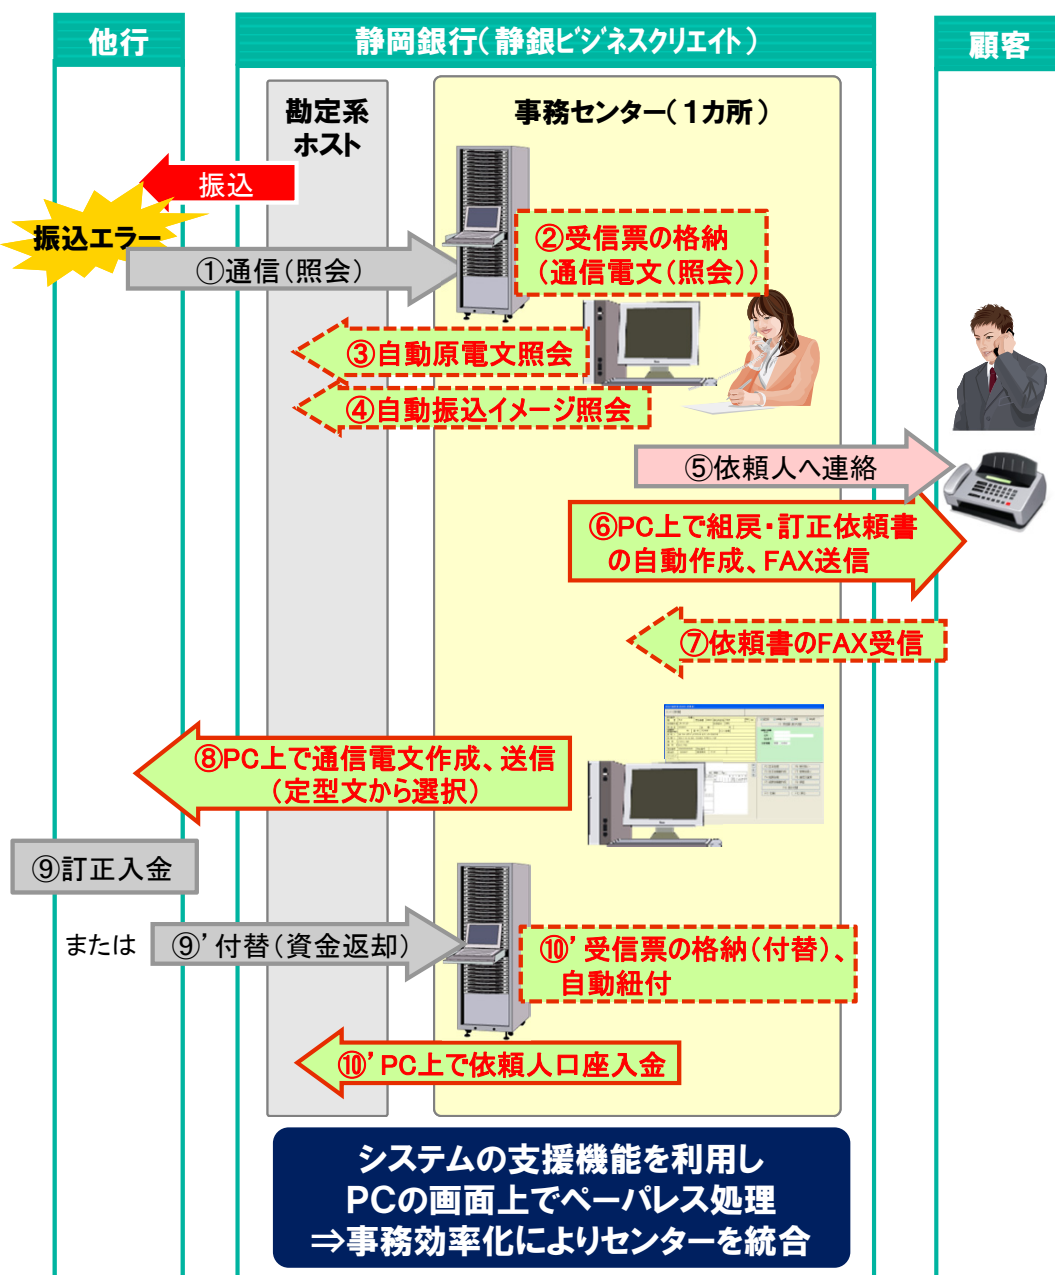 他行
静岡銀行(静銀ビジネスクリエイト)
顧客
勘定系
ホスト
事務センター(1カ所)
振込
振込エラー
①通信(照会)
②受信票の格納
(通信電文(照会))
③自動原電文照会
④自動振込イメージ照会
⑤依頼人へ連絡
⑥PC上で組戻・訂正依頼書
の自動作成、FAX送信
⑦依頼書のFAX受信
⑧PC上で通信電文作成、送信
(定型文から選択)
⑨訂正入金
または
⑨’付替(資金返却)
⑩’受信票の格納(付替)、
自動紐付
⑩’PC上で依頼人口座入金
システムの支援機能を利用し
PCの画面上でペーパレス処理
⇒事務効率化によりセンターを統合